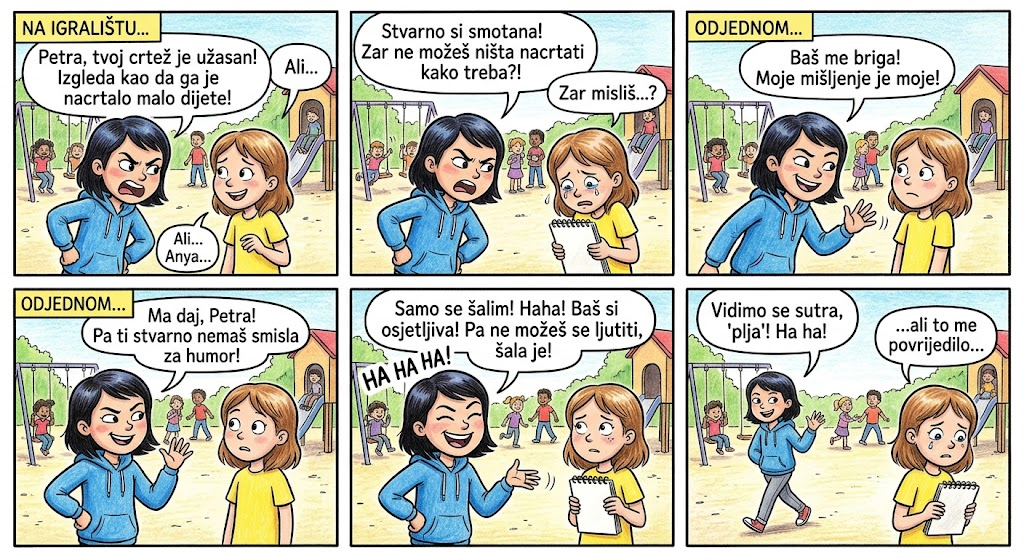 NA IGRALIŠTU...
Petra, tvoj crtež je užasan!
Izgleda kao da ga je
nacrtalo malo dijete!
Ali...
Ali...
Anya...
Stvarno si smotana!
Zar ne možeš ništa nacrtati
kako treba?!
Zar misliš...?
ODJEDNOM...
Baš me briga!
Moje mišljenje je moje!
ODJEDNOM...
Ma daj, Petra!
Pa ti stvarno nemaš smisla
za humor!
Samo se šalim! Haha! Baš si
osjetljiva! Pa ne možeš se ljutiti,
šala je!
HA HA HA!
Vidimo se sutra,
'plja'! Ha ha!
...ali to me
povrijedilo...